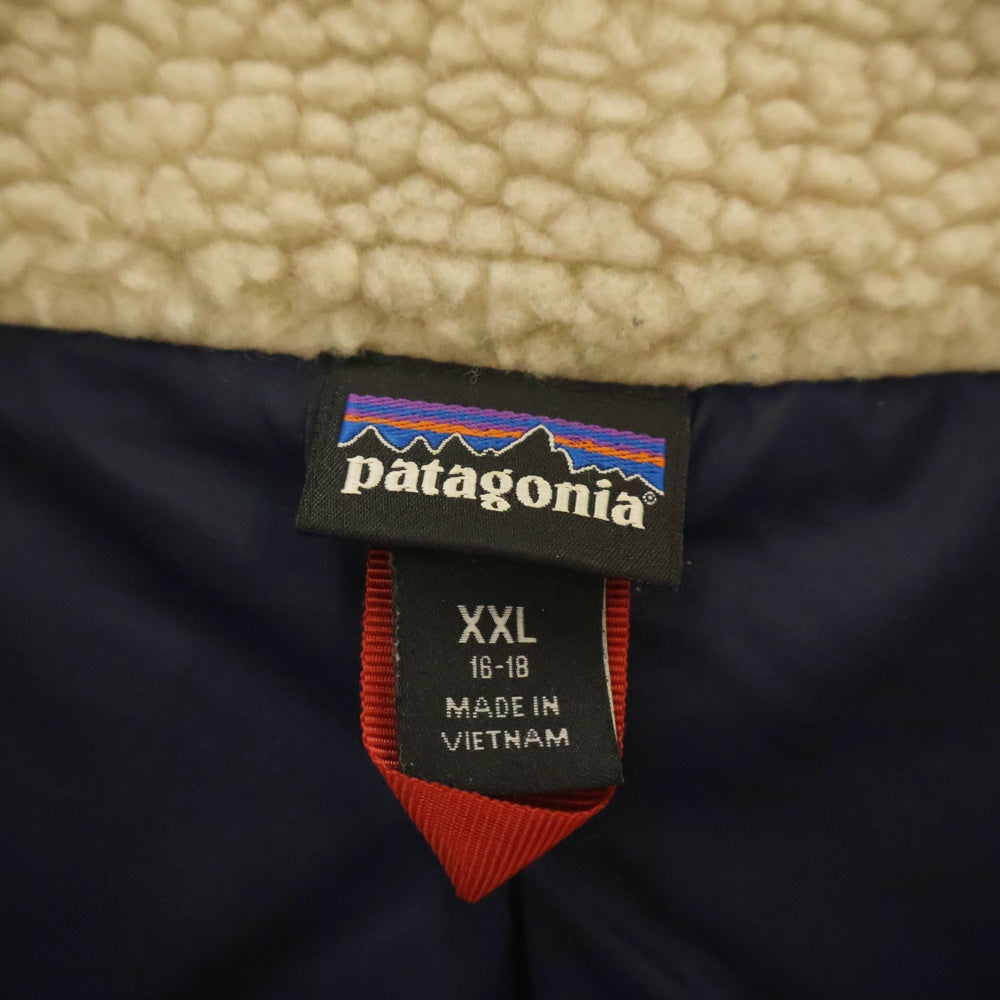 patagonia®
XXL
16-18
MADE IN
VIETNAM